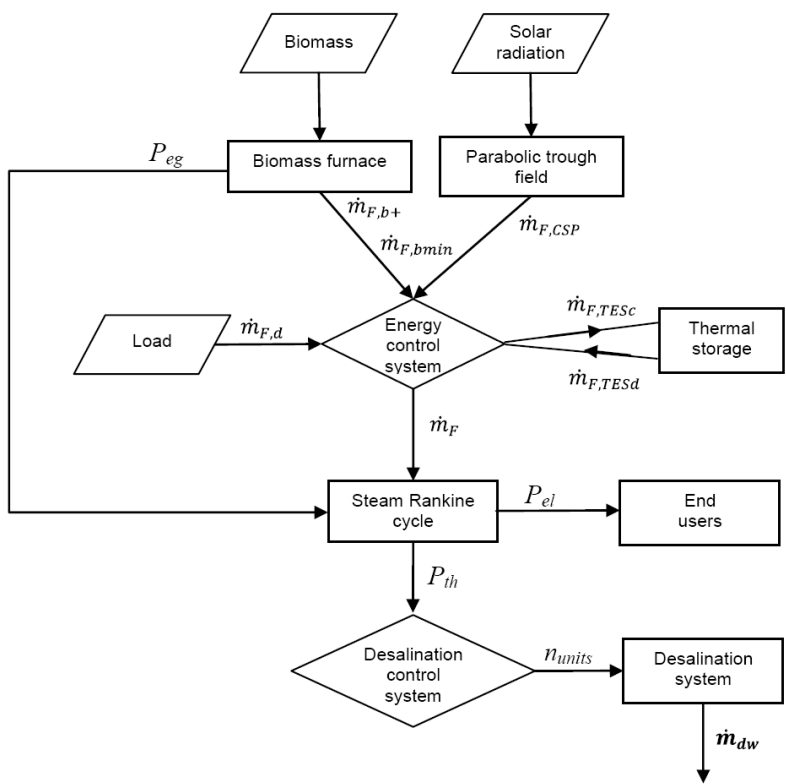 Biomass
Solar
radiation
P_eg
Biomass furnace
Parabolic trough
field
ṁ_F,b+
ṁ_F,bmin
ṁ_F,CSP
Load
ṁ_F,d
Energy
control
system
ṁ_F,TESc
Thermal
storage
ṁ_F,TESd
ṁ_F
Steam Rankine
cycle
P_el
End
users
P_th
Desalination
control
system
n_units
Desalination
system
ṁ_dw